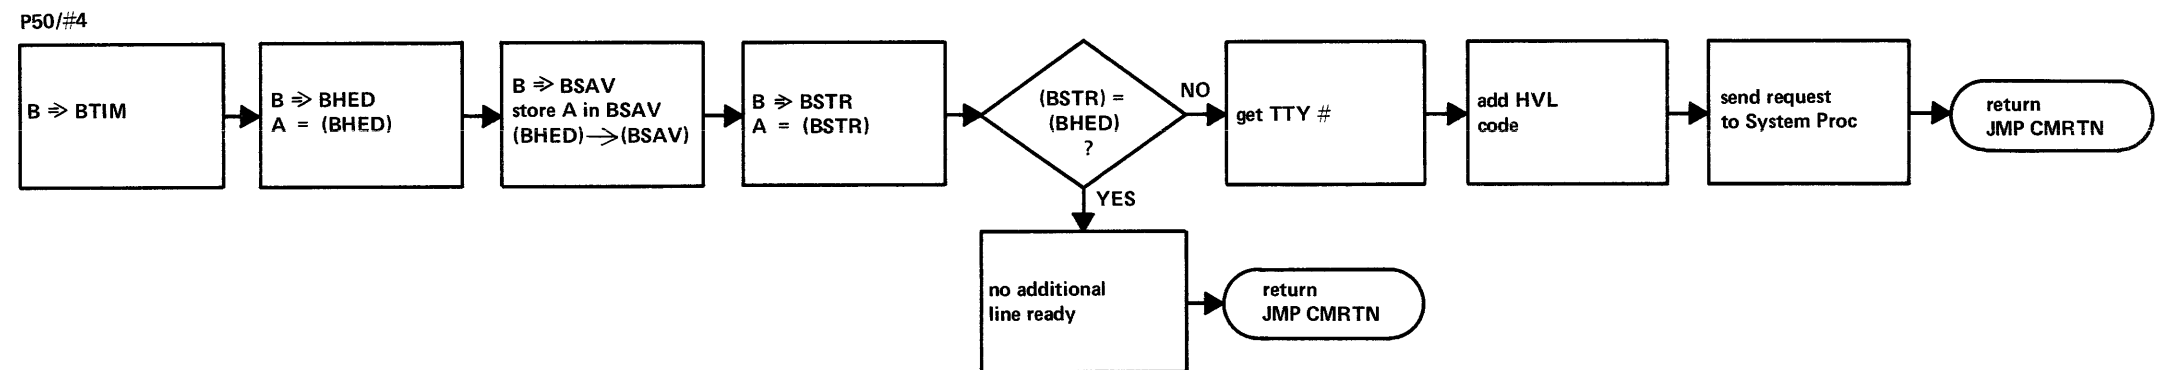 P50/#4
B ⇒ BTIM
B ⇒ BHED
A = (BHED)
B ⇒ BSAV
store A in BSAV
(BHED)→(BSAV)
B ⇒ BSTR
A = (BSTR)
(BSTR) =
(BHED)
?
NO
get TTY #
add HVL
code
send request
to System Proc
return
JMP CMRTN
YES
no additional
line ready
return
JMP CMRTN